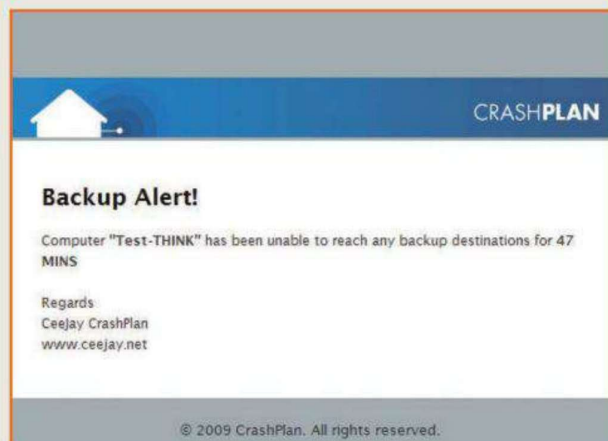 CRASHPLAN
Backup Alert!
Computer "Test-THINK" has been unable to reach any backup destinations for 47
MINS
Regards
CeeJay CrashPlan
www.ceejay.net
© 2009 CrashPlan. All rights reserved.